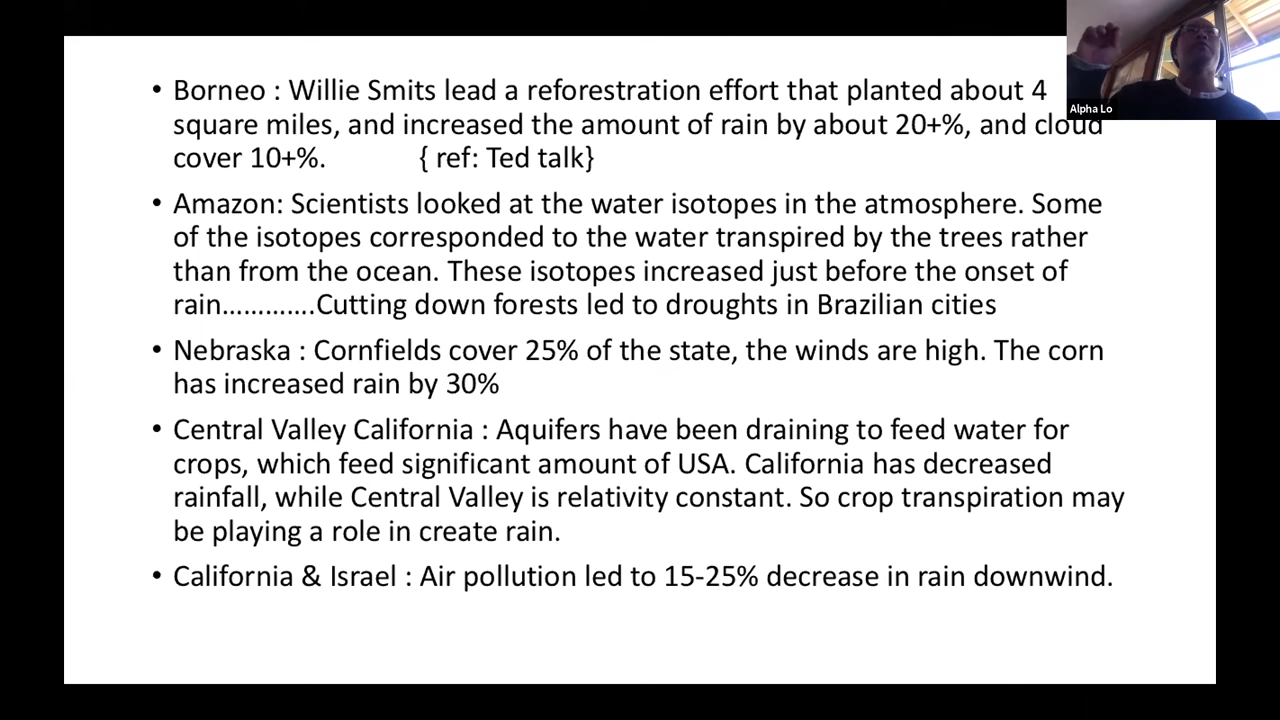 • Borneo : Willie Smits lead a reforestration effort that planted about 4
square miles, and increased the amount of rain by about 20+%, and cloud
cover 10+%. { ref: Ted talk}
• Amazon: Scientists looked at the water isotopes in the atmosphere. Some
of the isotopes corresponded to the water transpired by the trees rather
than from the ocean. These isotopes increased just before the onset of
rain.............Cutting down forests led to droughts in Brazilian cities
• Nebraska : Cornfields cover 25% of the state, the winds are high. The corn
has increased rain by 30%
• Central Valley California : Aquifers have been draining to feed water for
crops, which feed significant amount of USA. California has decreased
rainfall, while Central Valley is relativity constant. So crop transpiration may
be playing a role in create rain.
• California & Israel : Air pollution led to 15-25% decrease in rain downwind.
Alpha Lo